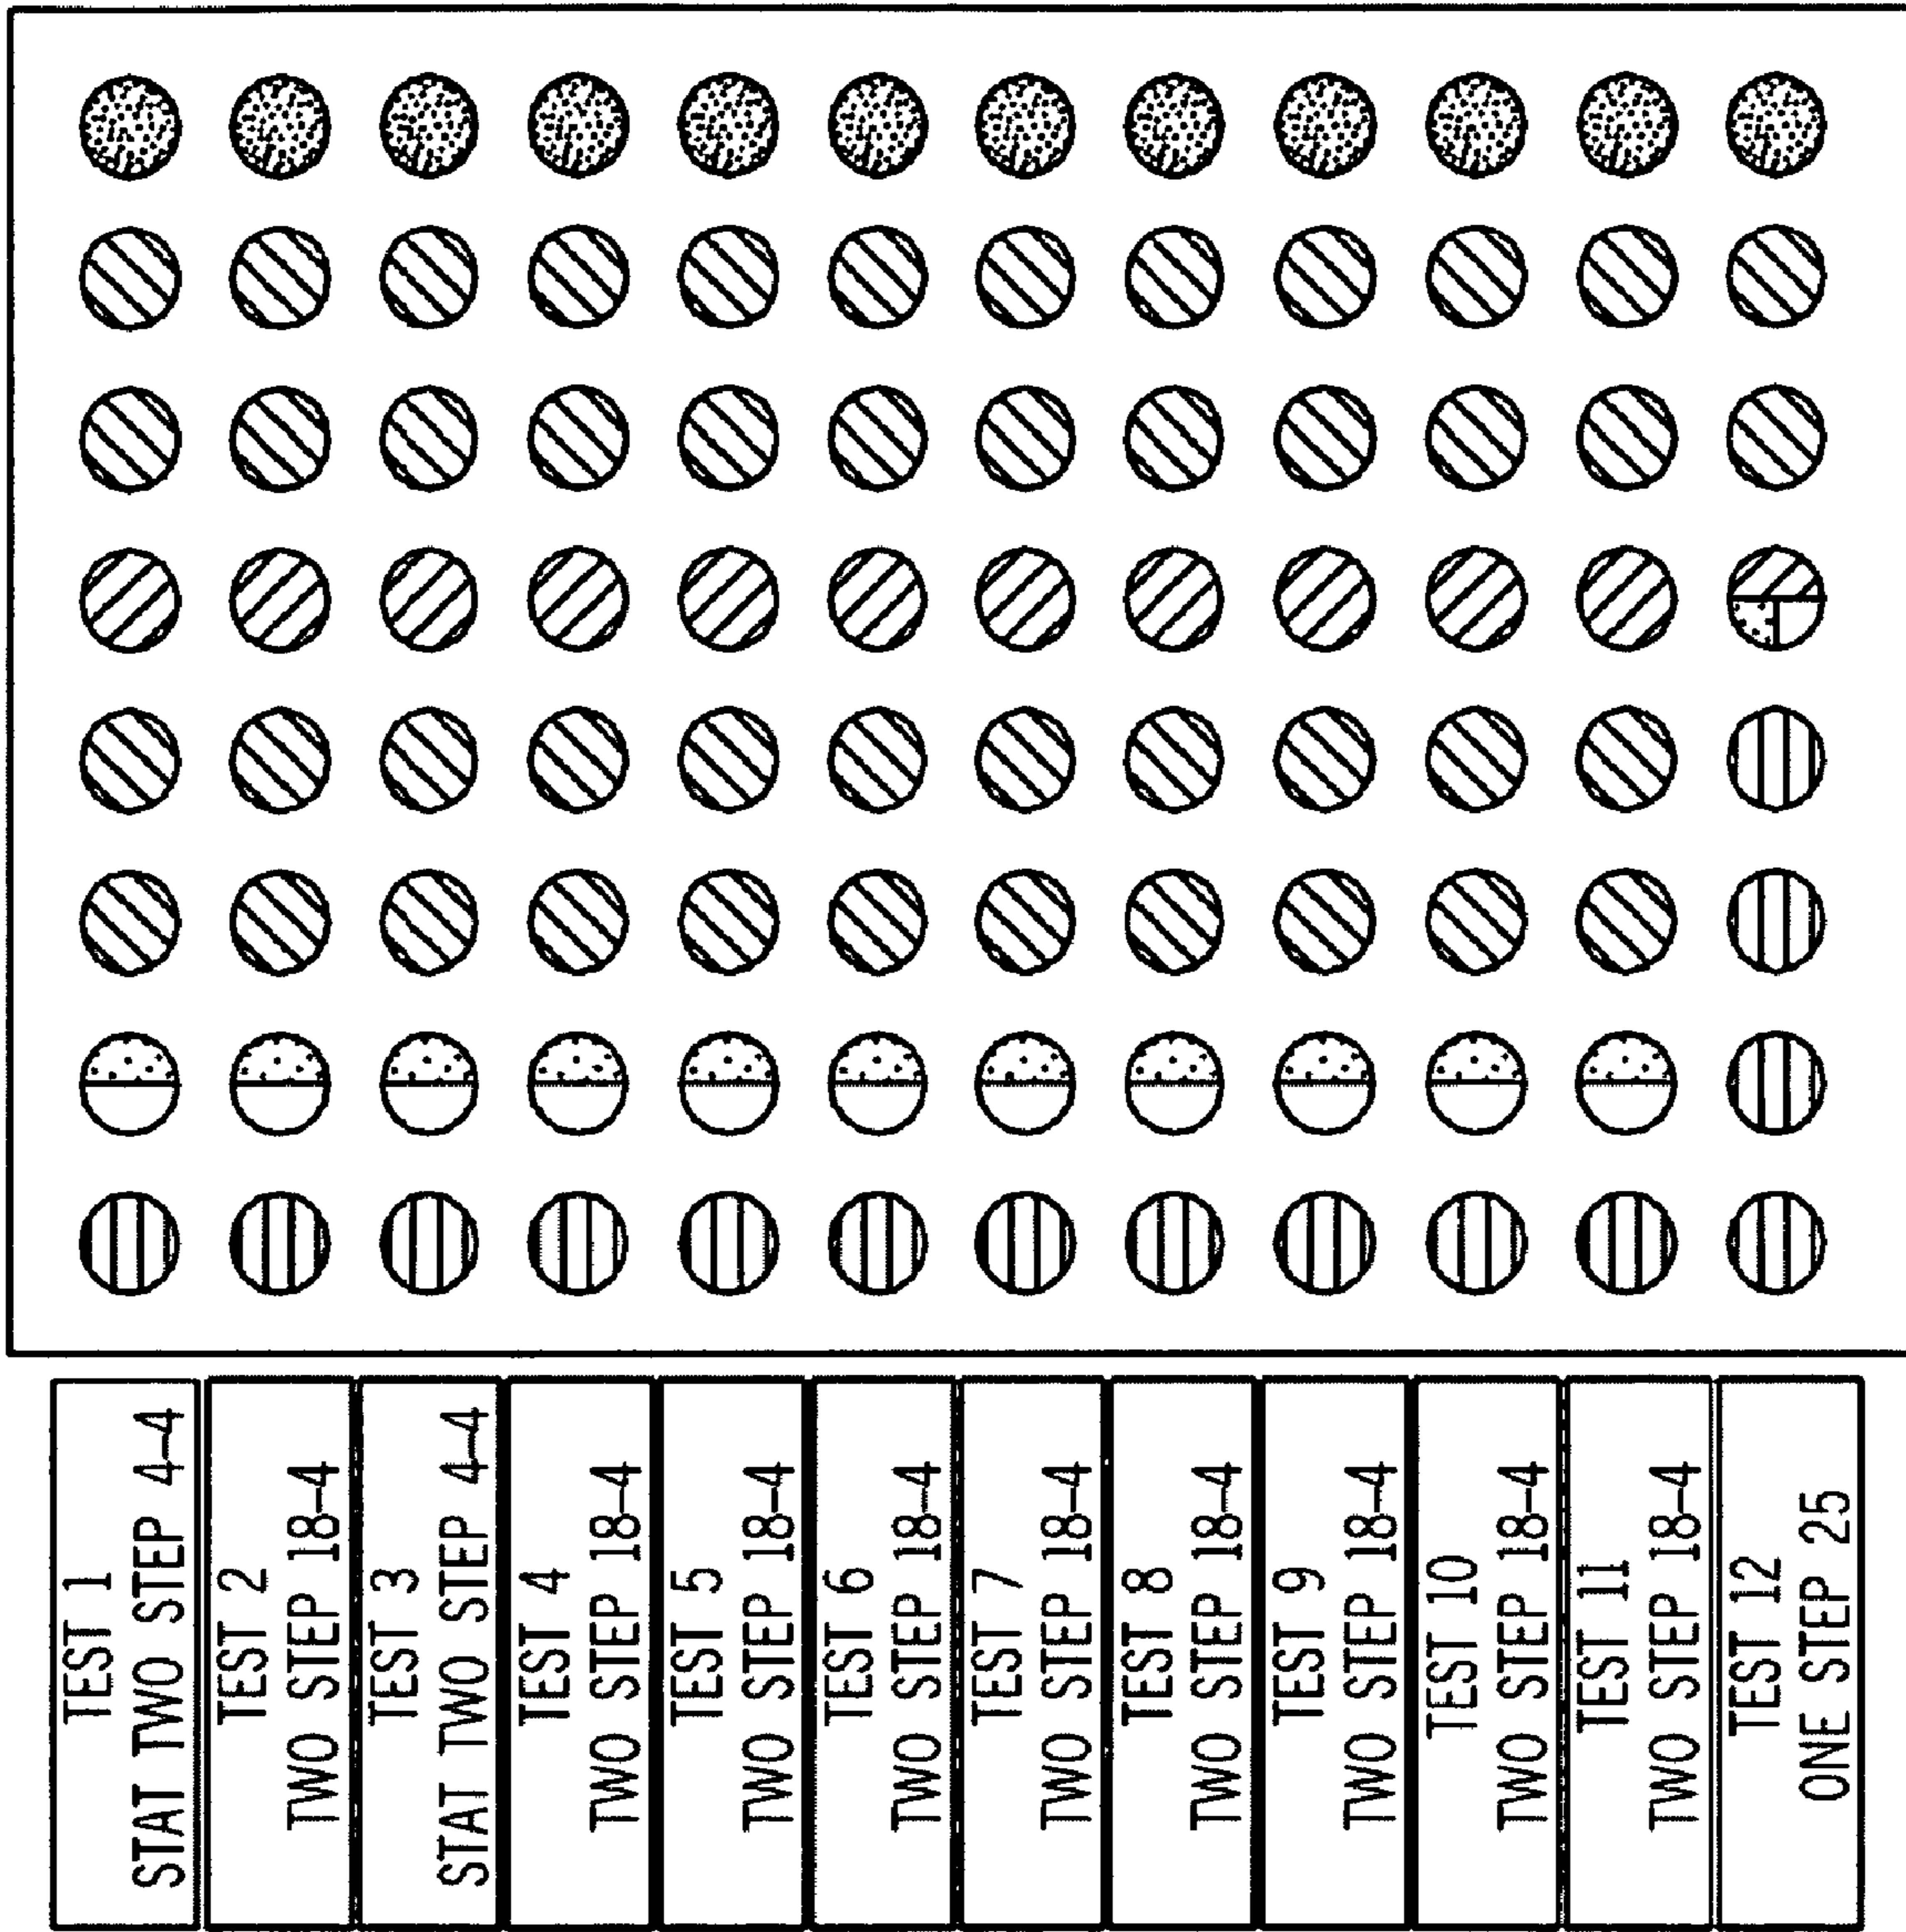 TEST 1
STAT TWO STEP 4-4
TEST 2
TWO STEP 18-4
TEST 3
STAT TWO STEP 4-4
TEST 4
TWO STEP 18-4
TEST 5
TWO STEP 18-4
TEST 6
TWO STEP 18-4
TEST 7
TWO STEP 18-4
TEST 8
TWO STEP 18-4
TEST 9
TWO STEP 18-4
TEST 10
TWO STEP 18-4
TEST 11
TWO STEP 18-4
TEST 12
ONE STEP 25